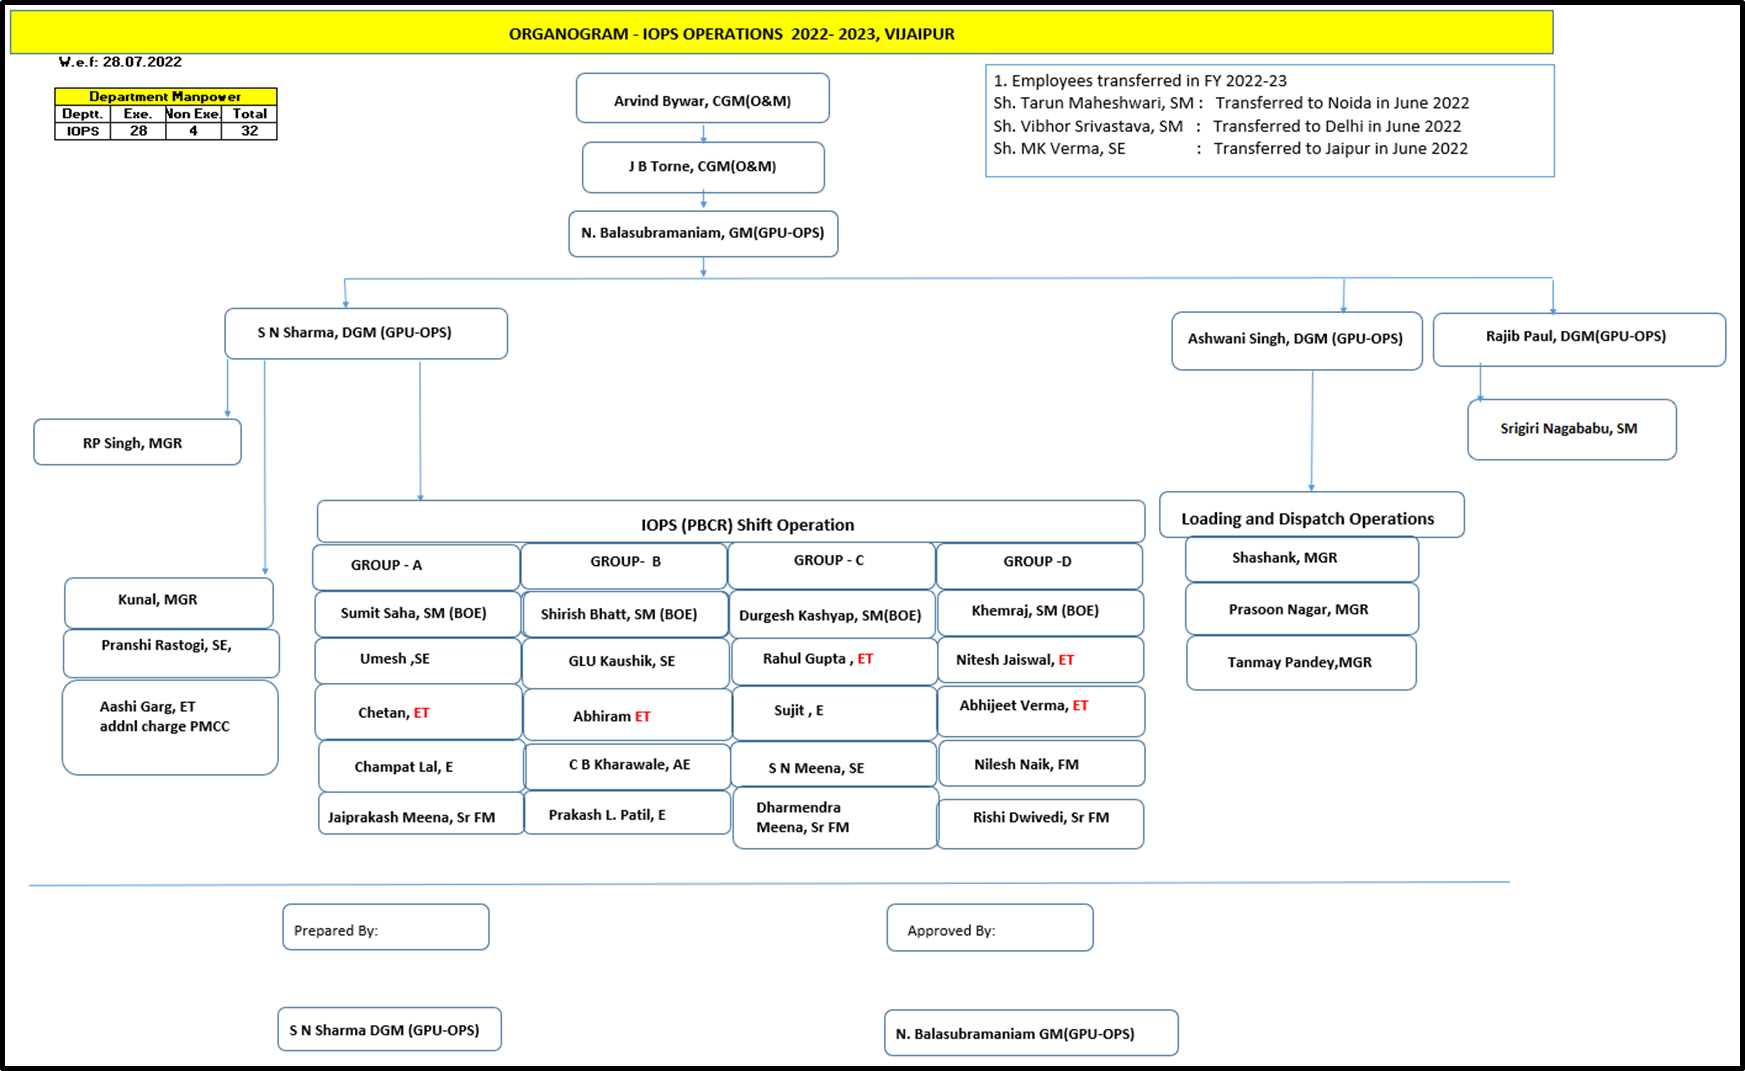 ORGANOGRAM - IOPS OPERATIONS  2022- 2023, VIJAIPUR
W.e.f: 28.07.2022
Department Manpower
Deptt. Exe. Non Exe. Total
IOPS 28 4 32
1. Employees transferred in FY 2022-23
Sh. Tarun Maheshwari, SM :  Transferred to Noida in June 2022
Sh. Vibhor Srivastava, SM  :  Transferred to Delhi in June 2022
Sh. MK Verma, SE  :  Transferred to Jaipur in June 2022
Arvind Bywar, CGM(O&M)
J B Torne, CGM(O&M)
N. Balasubramaniam, GM(GPU-OPS)
S N Sharma, DGM (GPU-OPS)
Ashwani Singh, DGM (GPU-OPS)
Rajib Paul, DGM(GPU-OPS)
RP Singh, MGR
Srigiri Nagababu, SM
Kunal, MGR
Pranshi Rastogi, SE,
Aashi Garg, ET
addnl charge PMCC
IOPS (PBCR) Shift Operation
GROUP - A
GROUP-  B
GROUP - C
GROUP -D
Sumit Saha, SM (BOE)
Shirish Bhatt, SM (BOE)
Durgesh Kashyap, SM(BOE)
Khemraj, SM (BOE)
Umesh ,SE
GLU Kaushik, SE
Rahul Gupta , ET
Nitesh Jaiswal, ET
Chetan, ET
Abhiram ET
Sujit , E
Abhijeet Verma, ET
Champat Lal, E
C B Kharawale, AE
S N Meena, SE
Nilesh Naik, FM
Jaiprakash Meena, Sr FM
Prakash L. Patil, E
Dharmendra
Meena, Sr FM
Rishi Dwivedi, Sr FM
Loading and Dispatch Operations
Shashank, MGR
Prasoon Nagar, MGR
Tanmay Pandey,MGR
Prepared By:
Approved By:
S N Sharma DGM (GPU-OPS)
N. Balasubramaniam GM(GPU-OPS)